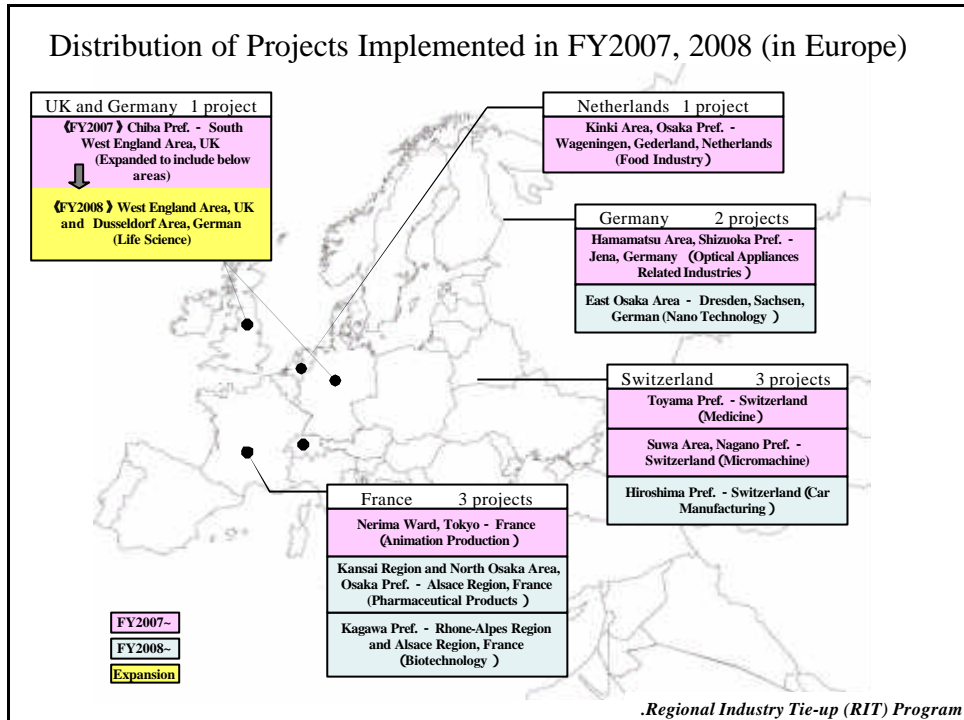 Distribution of Projects Implemented in FY2007, 2008 (in Europe)
UK and Germany 1 project
《FY2007 》 Chiba Pref. - South
West England Area, UK
(Expanded to include below
areas)
《FY2008 》 West England Area, UK
and Dusseldorf Area, German
(Life Science)
Netherlands 1 project
Kinki Area, Osaka Pref. -
Wageningen, Gederland, Netherlands
(Food Industry )
Germany 2 projects
Hamamatsu Area, Shizuoka Pref. -
Jena, Germany (Optical Appliances
Related Industries )
East Osaka Area - Dresden, Sachsen,
German (Nano Technology )
Switzerland 3 projects
Toyama Pref. - Switzerland
(Medicine)
Suwa Area, Nagano Pref. -
Switzerland (Micromachine)
Hiroshima Pref. - Switzerland (Car
Manufacturing )
France 3 projects
Nerima Ward, Tokyo - France
(Animation Production )
Kansai Region and North Osaka Area,
Osaka Pref. - Alsace Region, France
(Pharmaceutical Products )
Kagawa Pref. - Rhone-Alpes Region
and Alsace Region, France
(Biotechnology )
FY2007~
FY2008~
Expansion
.Regional Industry Tie-up (RIT) Program